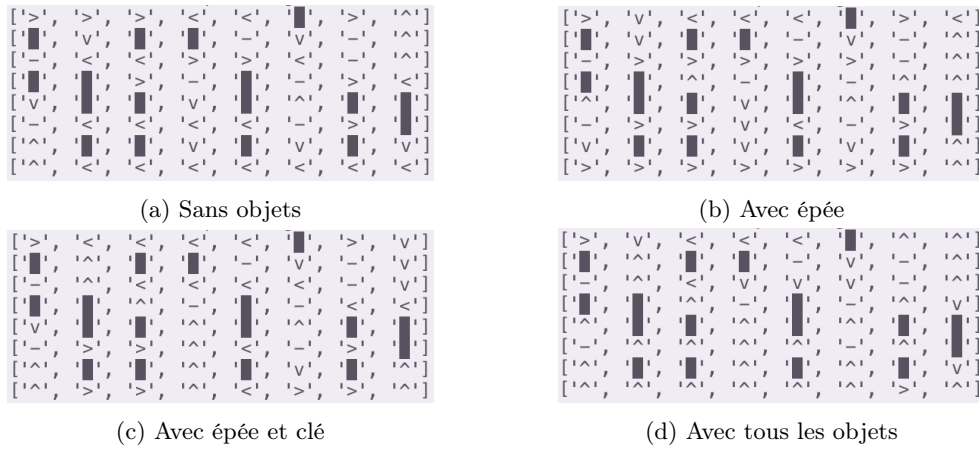 ['>', '>', '>', '<', '<', '█', '>', '^']
['█', 'v', '█', '█', '-', 'v', '-', '^']
['-', '<', '<', '>', '>', '<', '-', '>']
['█', '█', '>', '-', '█', '-', '>', '<']
['v', '█', '█', 'v', '█', '^', '█', '█']
['-', '<', '<', '<', '<', '-', '>', '█']
['^', '█', '█', 'v', '█', 'v', '█', 'v']
['^', '<', '<', '<', '<', '<', '<', '<']
(a) Sans objets
['>', 'v', '<', '<', '<', '█', '>', '<']
['█', 'v', '█', '█', '-', 'v', '-', '^']
['-', '>', '>', '>', '>', '-', '-', '^']
['█', '█', '^', '-', '█', '-', '^', '^']
['^', '█', '█', 'v', '█', '^', '█', '█']
['-', '>', '>', 'v', 'v', '-', '>', '█']
['v', '█', '█', 'v', '█', 'v', '█', '^']
['>', '>', '>', '>', '>', '>', '>', '^']
(b) Avec épée
['>', '<', '<', '<', '<', '█', '>', 'v']
['█', '^', '█', '█', '-', 'v', '-', 'v']
['-', '^', '<', '<', '-', '-', '-', '<']
['█', '█', '^', '-', '█', '-', '<', '<']
['v', '█', '█', '^', '█', '^', '█', '█']
['-', '>', '>', '^', '<', '-', '>', '█']
['^', '█', '█', '^', '█', 'v', '█', '^']
['^', '>', '>', '^', '<', '>', '>', '^']
(c) Avec épée et clé
['>', 'v', '<', '<', '<', '█', '^', '^']
['█', '^', '█', '█', '-', 'v', '-', '^']
['-', '^', '<', 'v', 'v', '-', '^', '^']
['█', '█', '^', '-', '█', '-', '^', 'v']
['^', '█', '█', '^', '█', '^', '█', '█']
['-', '^', '^', '^', '^', '-', '^', '█']
['^', '█', '█', '^', '█', '^', '█', 'v']
['^', '^', '^', '^', '^', '^', '>', '^']
(d) Avec tous les objets